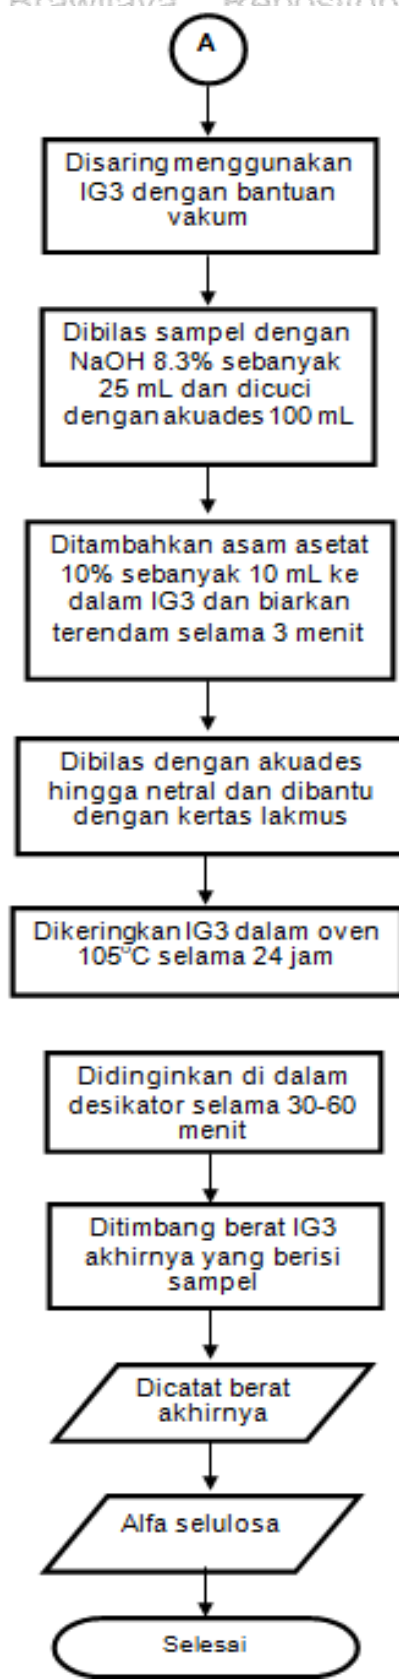 A
Disaring menggunakan
IG3 dengan bantuan
vakum
Dibilas sampel dengan
NaOH 8.3% sebanyak
25 mL dan dicuci
dengan akuades 100 mL
Ditambahkan asam asetat
10% sebanyak 10 mL ke
dalam IG3 dan biarkan
terendam selama 3 menit
Dibilas dengan akuades
hingga netral dan dibantu
dengan kertas lakmus
Dikeringkan IG3 dalam oven
105°C selama 24 jam
Didinginkan di dalam
desikator selama 30-60
menit
Ditimbang berat IG3
akhirnya yang berisi
sampel
Dicatat berat
akhirnya
Alfa selulosa
Selesai